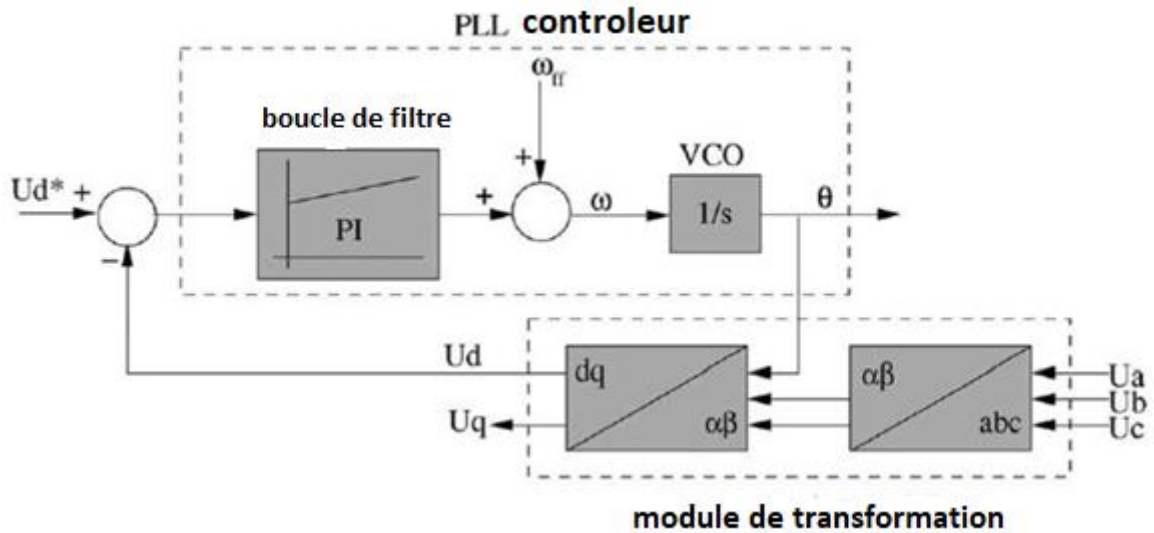 PLL controleur
ω_ff
boucle de filtre
VCO
Ud* +
+
+
ω
1/s
θ
PI
−
Ud
dq
αβ
αβ
abc
Ua
Ub
Uc
Uq
module de transformation